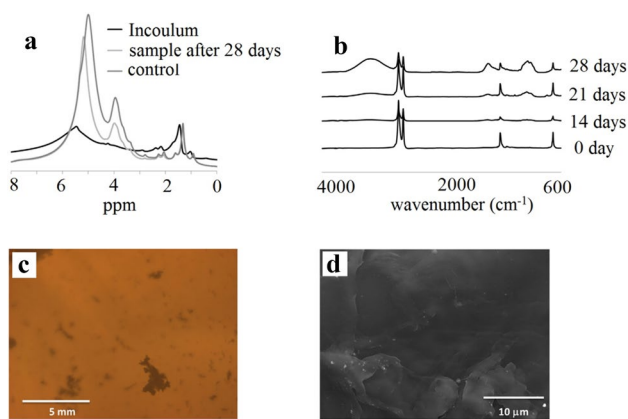 a
Incoulum
sample after 28 days
control
8 6 4 2 0
ppm
b
28 days
21 days
14 days
0 day
4000 2000 600
wavenumber (cm⁻¹)
c
5 mm
d
10 µm